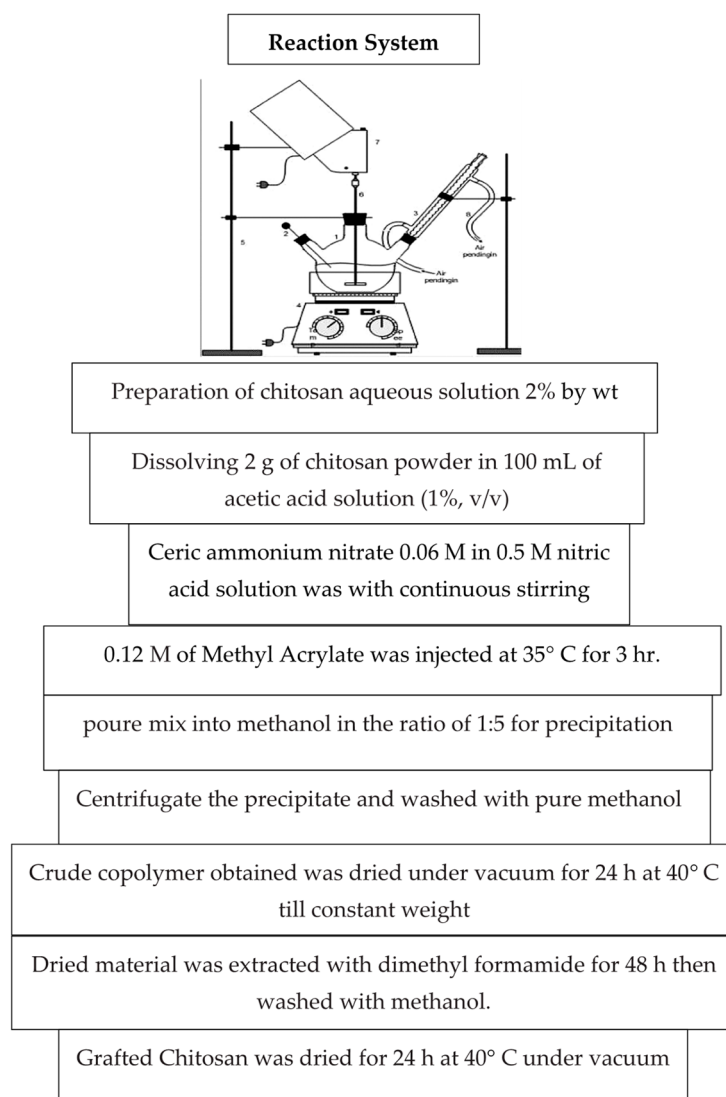 Reaction System
7
6
3
8
2
1
Air
pendingin
5
Air
pendingin
4
Preparation of chitosan aqueous solution 2% by wt
Dissolving 2 g of chitosan powder in 100 mL of
acetic acid solution (1%, v/v)
Ceric ammonium nitrate 0.06 M in 0.5 M nitric
acid solution was with continuous stirring
0.12 M of Methyl Acrylate was injected at 35° C for 3 hr.
poure mix into methanol in the ratio of 1:5 for precipitation
Centrifugate the precipitate and washed with pure methanol
Crude copolymer obtained was dried under vacuum for 24 h at 40° C
till constant weight
Dried material was extracted with dimethyl formamide for 48 h then
washed with methanol.
Grafted Chitosan was dried for 24 h at 40° C under vacuum